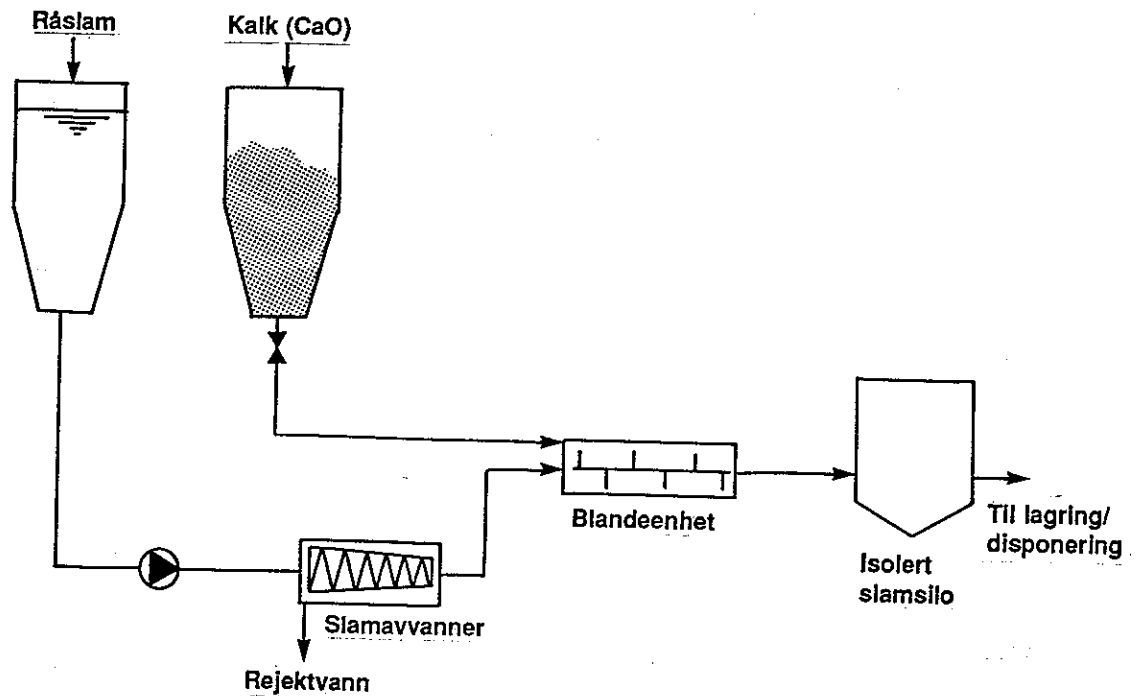 Råslam
Kalk (CaO)
Blandeenhet
Til lagring/
disponering
Isolert
slamsilo
Slamavvanner
Rejektvann